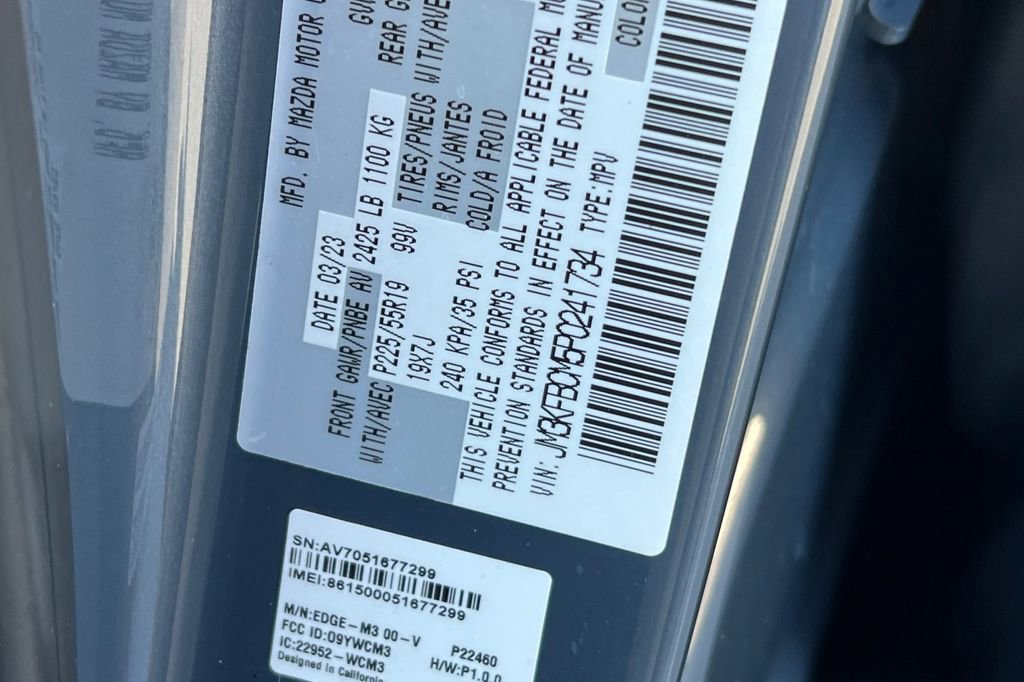 MFD. BY MAZDA MOTOR
DATE 03/23
FRONT GAWR/PNBE AV 2425 LB 1100 KG REAR
WITH/AVEC P225/55R19 99V TIRES/PNEUS WITH/AVE
19X7J RIMS/JANTES
240 KPA/35 PSI COLD/A FROID
THIS VEHICLE CONFORMS TO ALL APPLICABLE FEDERAL M
PREVENTION STANDARDS IN EFFECT ON THE DATE OF MANU
VIN: JM3KFBCM5P0241734 TYPE:MPV
COLO
SN:AV7051677299
IMEI:861500051677299
M/N:EDGE-M3 00-V P22460
FCC ID:09YWCM3 H/W:P1.0.0
IC:22952-WCM3
Designed in California